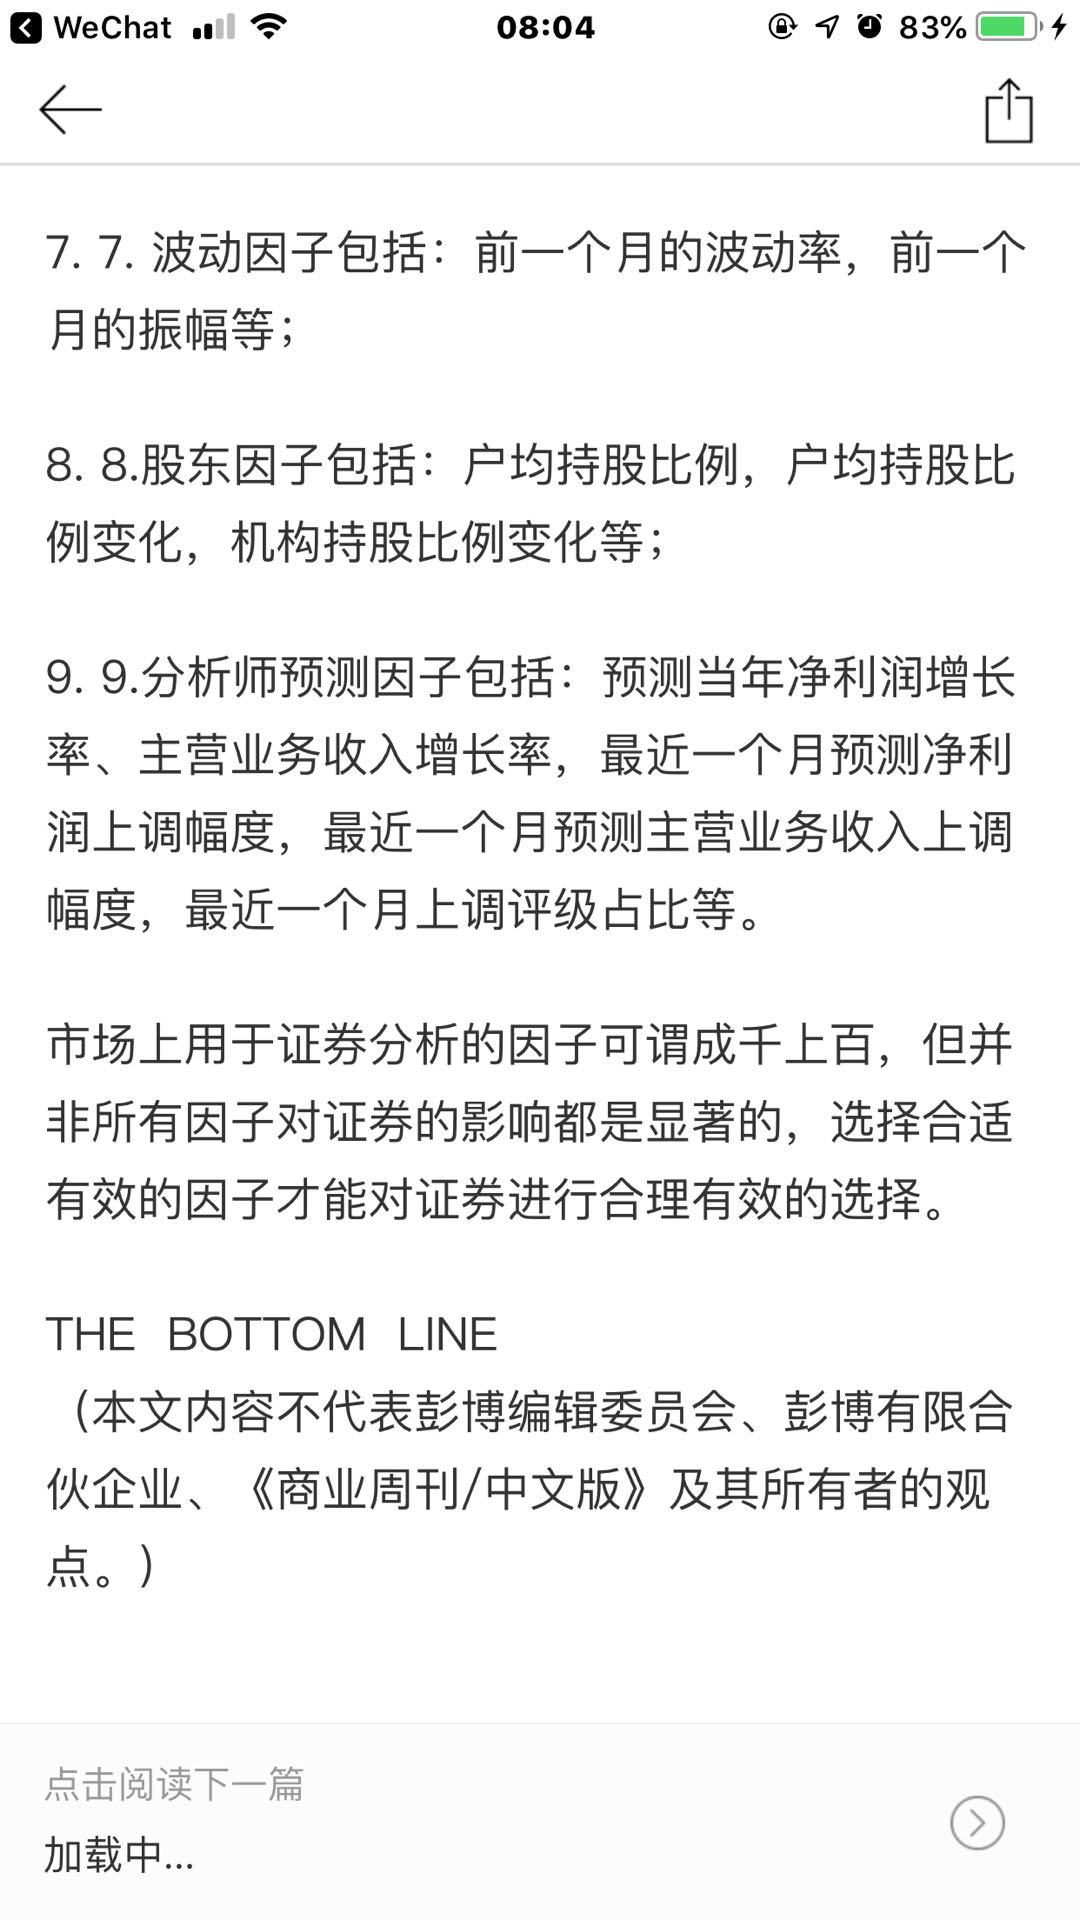 WeChat 08:04 83%
7. 7. 波动因子包括：前一个月的波动率，前一个
月的振幅等；
8. 8.股东因子包括：户均持股比例，户均持股比
例变化，机构持股比例变化等；
9. 9.分析师预测因子包括：预测当年净利润增长
率、主营业务收入增长率，最近一个月预测净利
润上调幅度，最近一个月预测主营业务收入上调
幅度，最近一个月上调评级占比等。
市场上用于证券分析的因子可谓成千上百，但并
非所有因子对证券的影响都是显著的，选择合适
有效的因子才能对证券进行合理有效的选择。
THE BOTTOM LINE
（本文内容不代表彭博编辑委员会、彭博有限合
伙企业、《商业周刊/中文版》及其所有者的观
点。)
点击阅读下一篇
加载中...